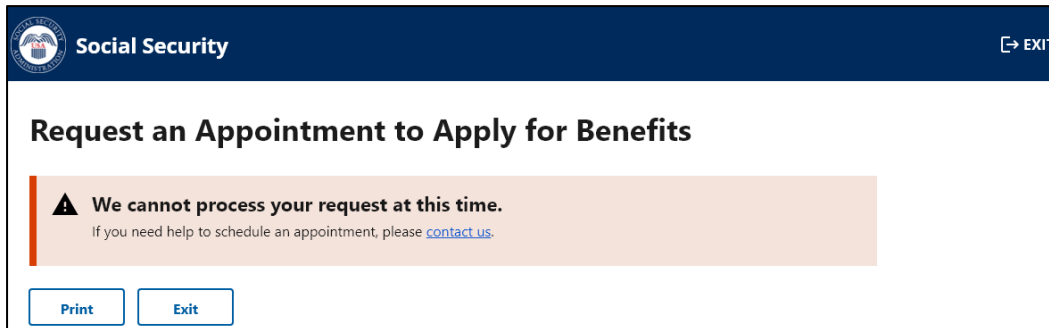 Social Security
EXIT
Request an Appointment to Apply for Benefits
We cannot process your request at this time.
If you need help to schedule an appointment, please contact us.
Print
Exit